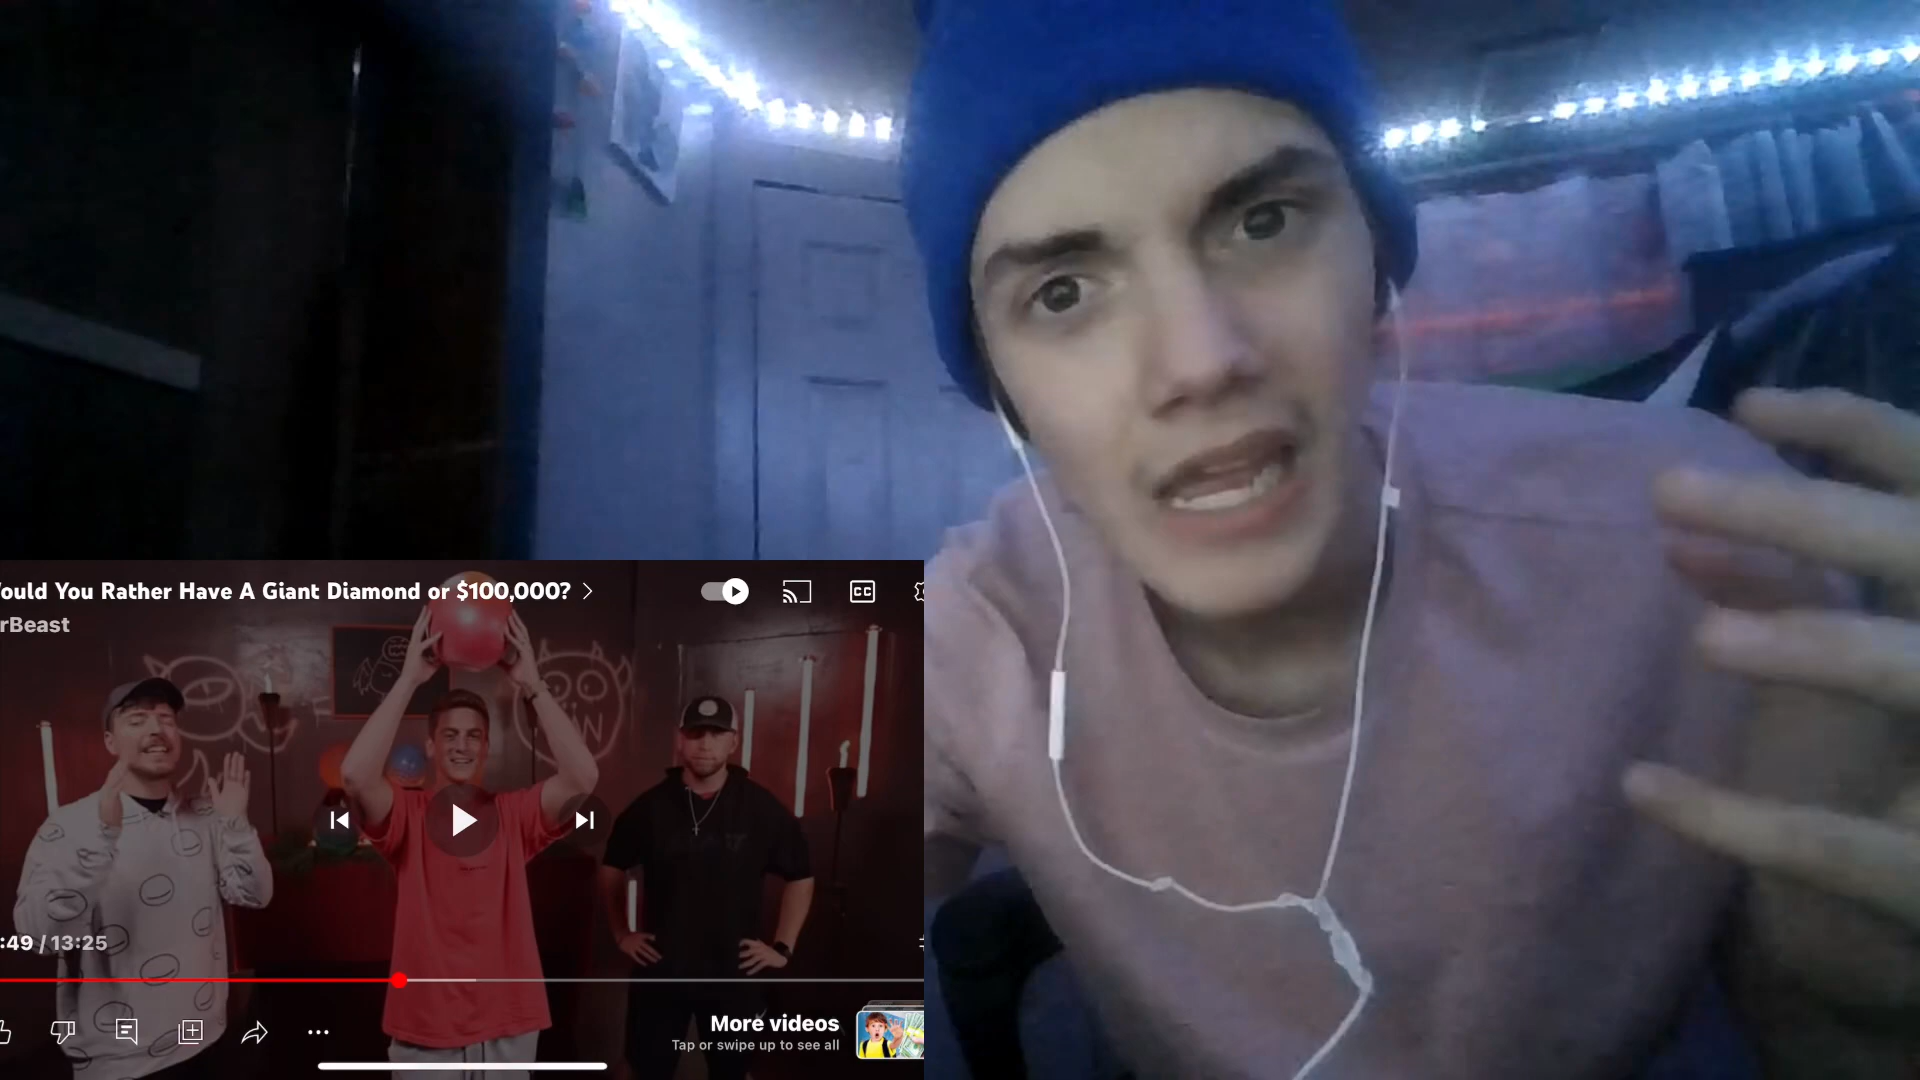 ould You Rather Have A Giant Diamond or $100,000?
rBeast
CC
:49 / 13:25
More videos
Tap or swipe up to see all